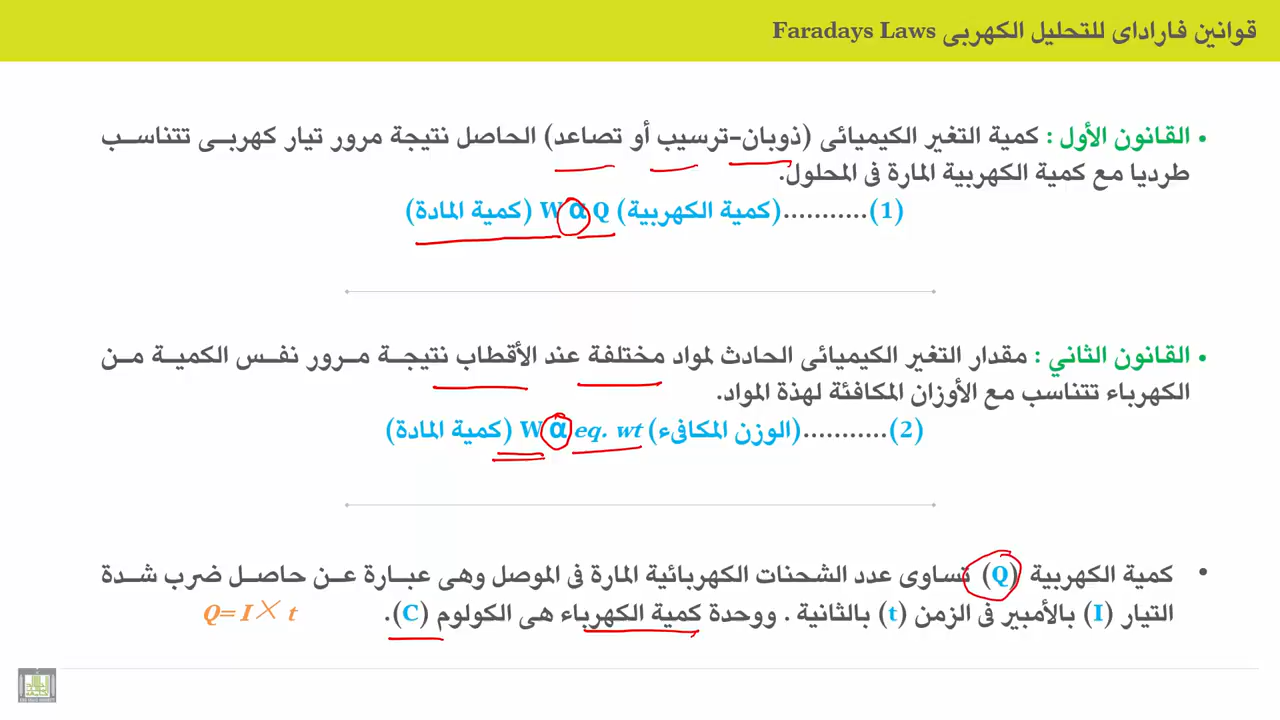 قوانين فاراداى للتحليل الكهربى Faradays Laws
• القانون الأول : كمية التغير الكيميائى (ذوبان-ترسيب أو تصاعد) الحاصل نتيجة مرور تيار كهربى تتناسب
طرديا مع كمية الكهربية المارة فى المحلول.
(كمية المادة) W α Q (كمية الكهربية)...........(1)
• القانون الثاني : مقدار التغير الكيميائى الحادث لمواد مختلفة عند الأقطاب نتيجة مرور نفس الكمية من
الكهرباء تتناسب مع الأوزان المكافئة لهذة المواد.
(كمية المادة) W α eq. wt (الوزن المكافىء)...........(2)
• كمية الكهربية (Q) تساوى عدد الشحنات الكهربائية المارة فى الموصل وهى عبارة عن حاصل ضرب شدة
التيار (I) بالأمبير فى الزمن (t) بالثانية . ووحدة كمية الكهرباء هى الكولوم (C). Q= I× t